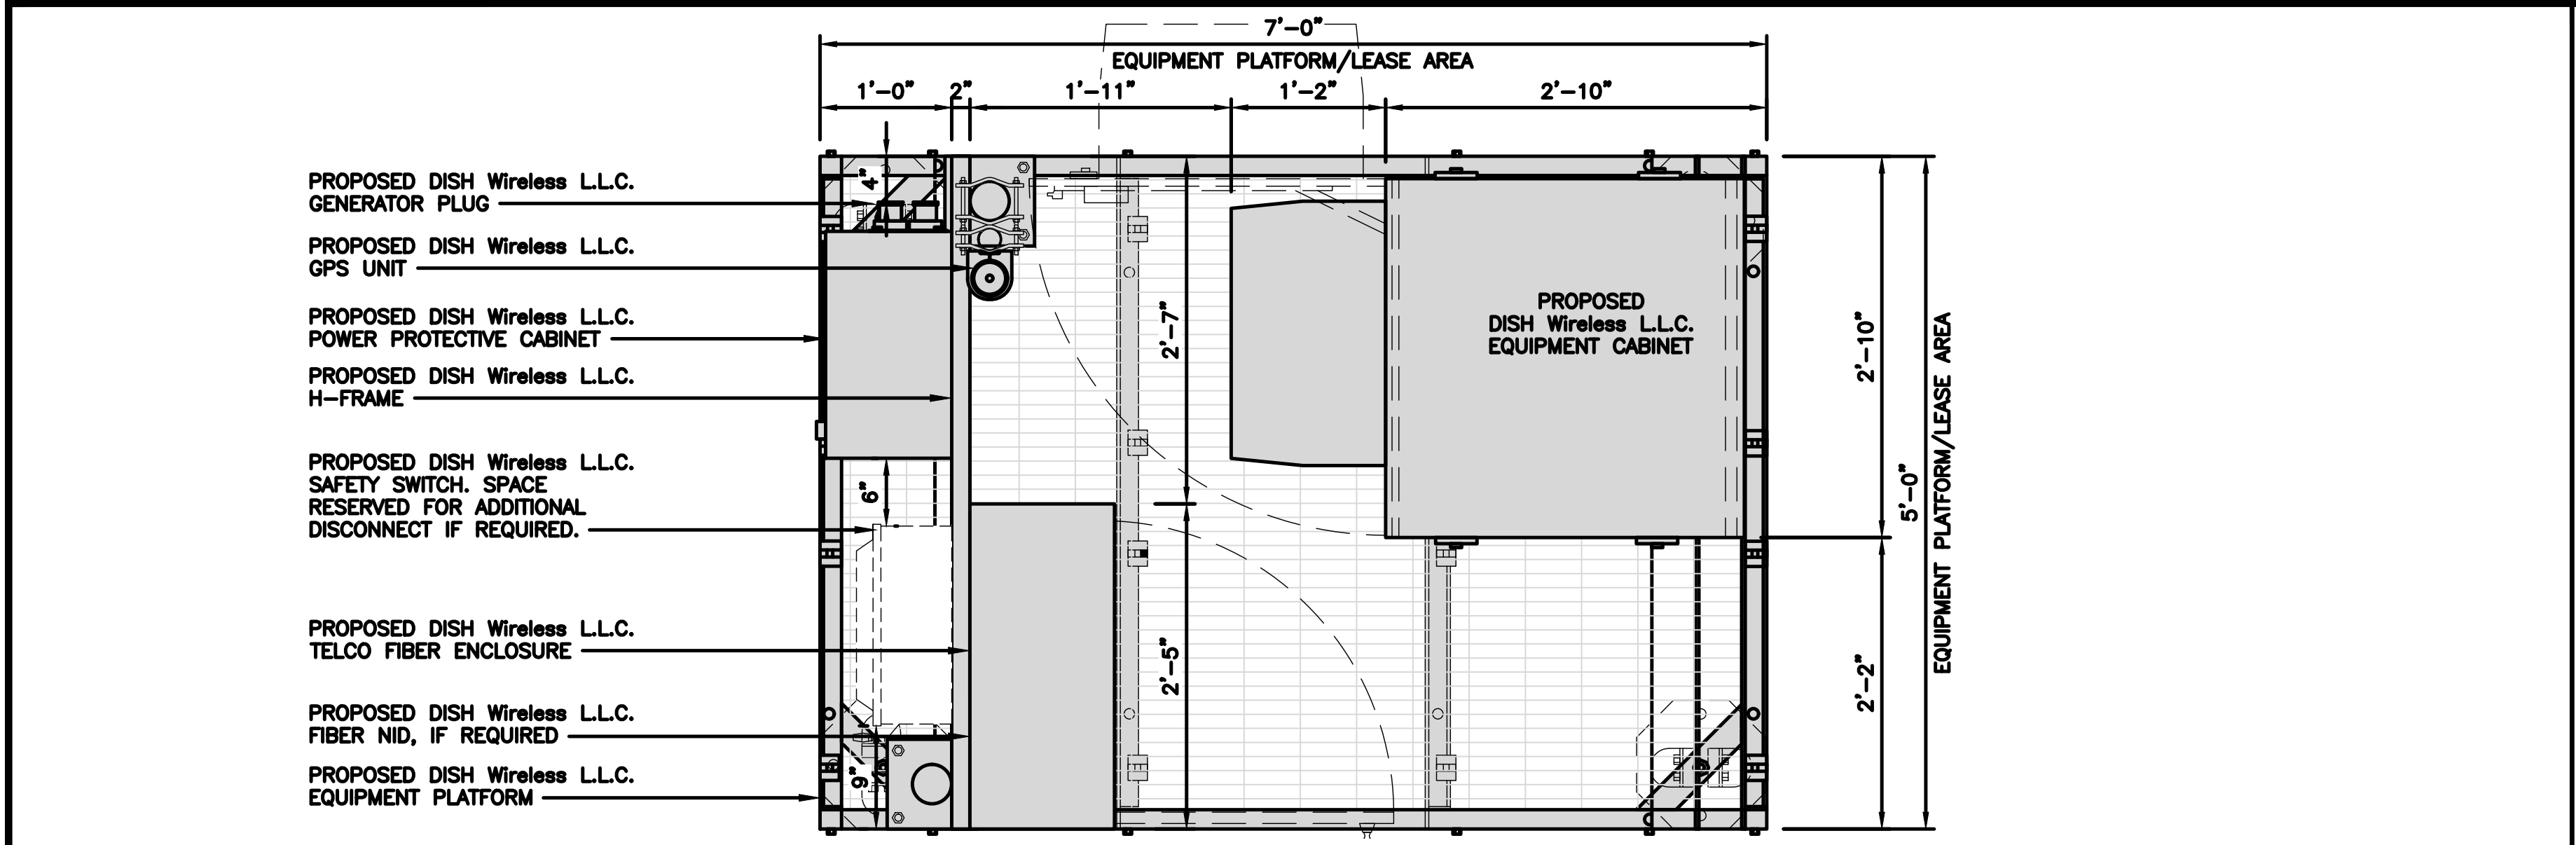 7'-0"
EQUIPMENT PLATFORM/LEASE AREA
1'-0" 2" 1'-11" 1'-2" 2'-10"
PROPOSED DISH Wireless L.L.C.
GENERATOR PLUG
PROPOSED DISH Wireless L.L.C.
GPS UNIT
PROPOSED DISH Wireless L.L.C.
POWER PROTECTIVE CABINET
PROPOSED DISH Wireless L.L.C.
H-FRAME
PROPOSED DISH Wireless L.L.C.
SAFETY SWITCH. SPACE
RESERVED FOR ADDITIONAL
DISCONNECT IF REQUIRED.
PROPOSED DISH Wireless L.L.C.
TELCO FIBER ENCLOSURE
PROPOSED DISH Wireless L.L.C.
FIBER NID, IF REQUIRED
PROPOSED DISH Wireless L.L.C.
EQUIPMENT PLATFORM
4"
6"
9"
2'-7"
2'-5"
PROPOSED
DISH Wireless L.L.C.
EQUIPMENT CABINET
2'-10"
2'-2"
5'-0"
EQUIPMENT PLATFORM/LEASE AREA